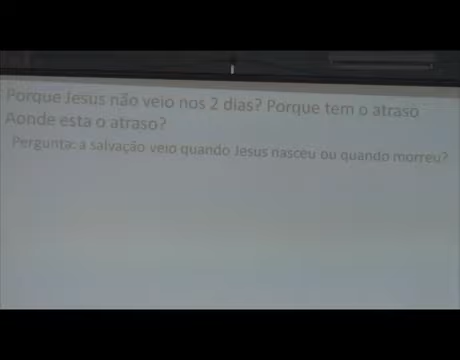 Porque Jesus não veio nos 2 dias? Porque tem o atraso
Aonde esta o atraso?
Pergunta: a salvação veio quando Jesus nasceu ou quando morreu?